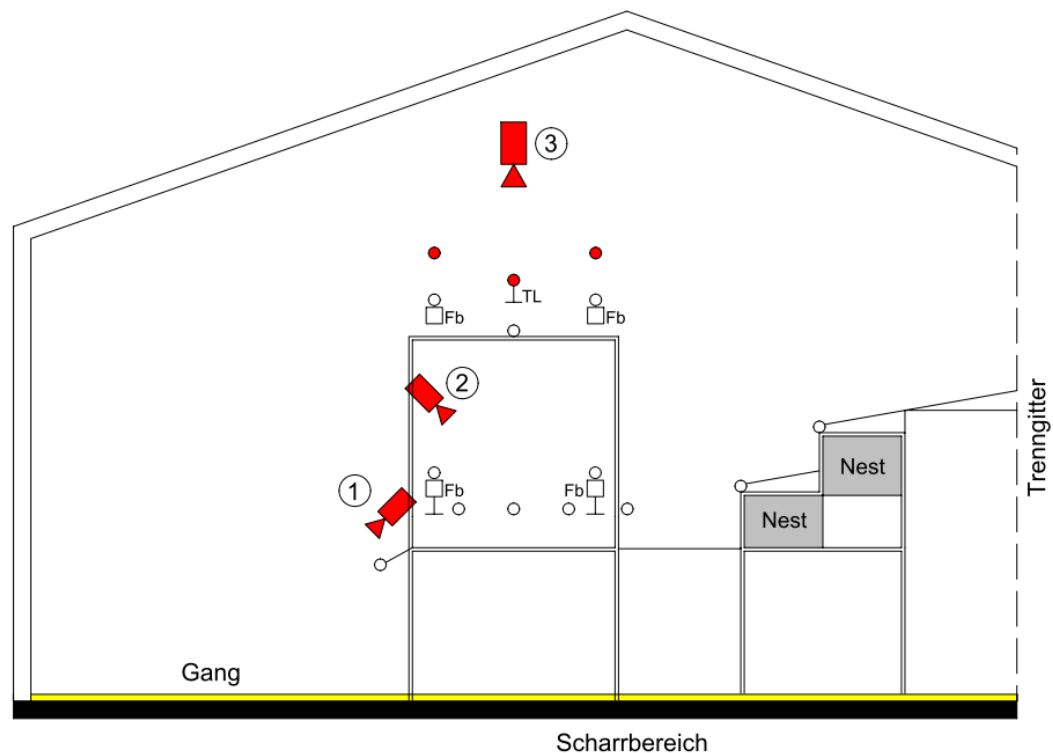 3
TL
Fb
Fb
2
Nest
Trenngitter
1
Fb
Fb
Nest
Gang
Scharrbereich